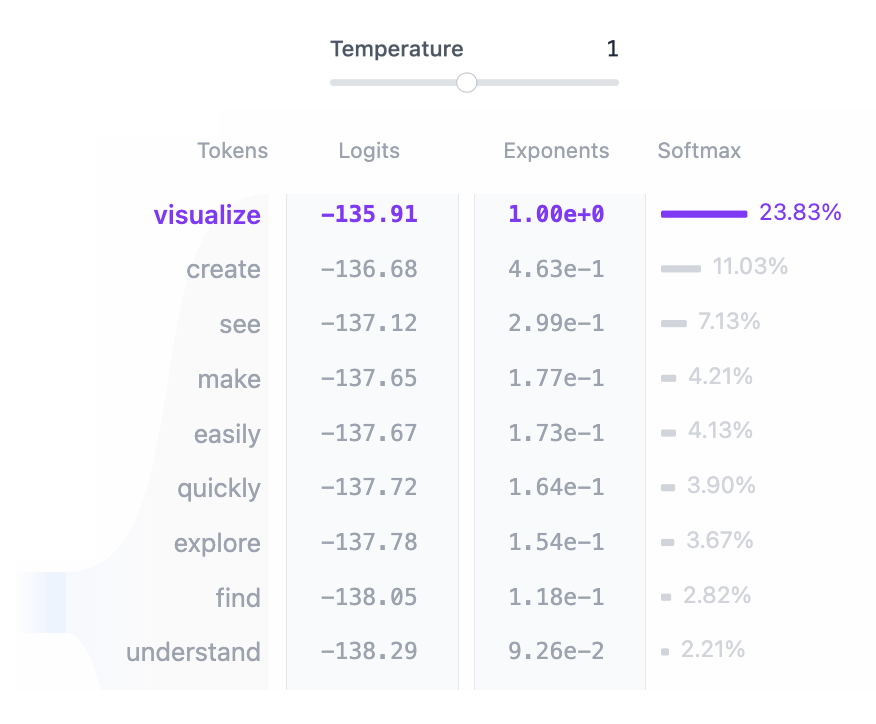 Temperature 1
Tokens Logits Exponents Softmax
visualize −135.91 1.00e+0 23.83%
create −136.68 4.63e−1 11.03%
see −137.12 2.99e−1 7.13%
make −137.65 1.77e−1 4.21%
easily −137.67 1.73e−1 4.13%
quickly −137.72 1.64e−1 3.90%
explore −137.78 1.54e−1 3.67%
find −138.05 1.18e−1 2.82%
understand −138.29 9.26e−2 2.21%